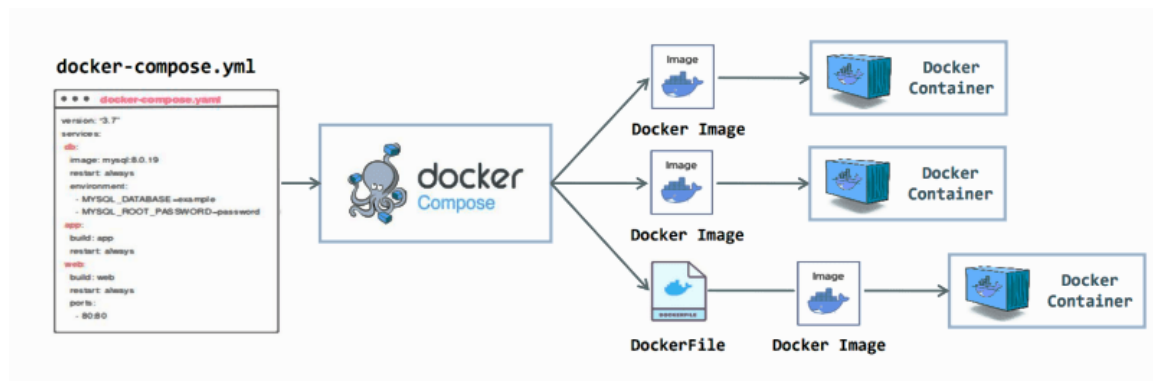 docker-compose.yml
docker-compose.yaml
version: "3.7"
services:
db:
image: mysql:8.0.19
restart: always
environment:
- MYSQL_DATABASE=example
- MYSQL_ROOT_PASSWORD=password
app:
build: app
restart: always
web:
build: web
restart: always
ports:
- 80:80
docker
Compose
Image
Docker Image
Docker
Container
Image
Docker Image
Docker
Container
DOCKERFILE
DockerFile
Image
Docker Image
Docker
Container